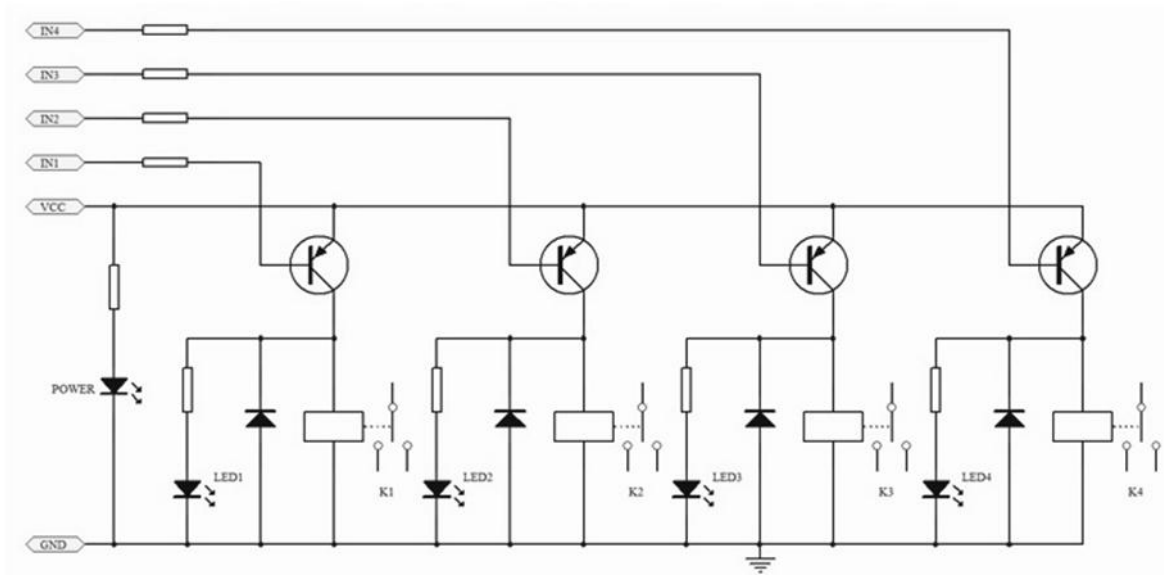 IN4
IN3
IN2
IN1
VCC
POWER
LED1
K1
LED2
K2
LED3
K3
LED4
K4
GND